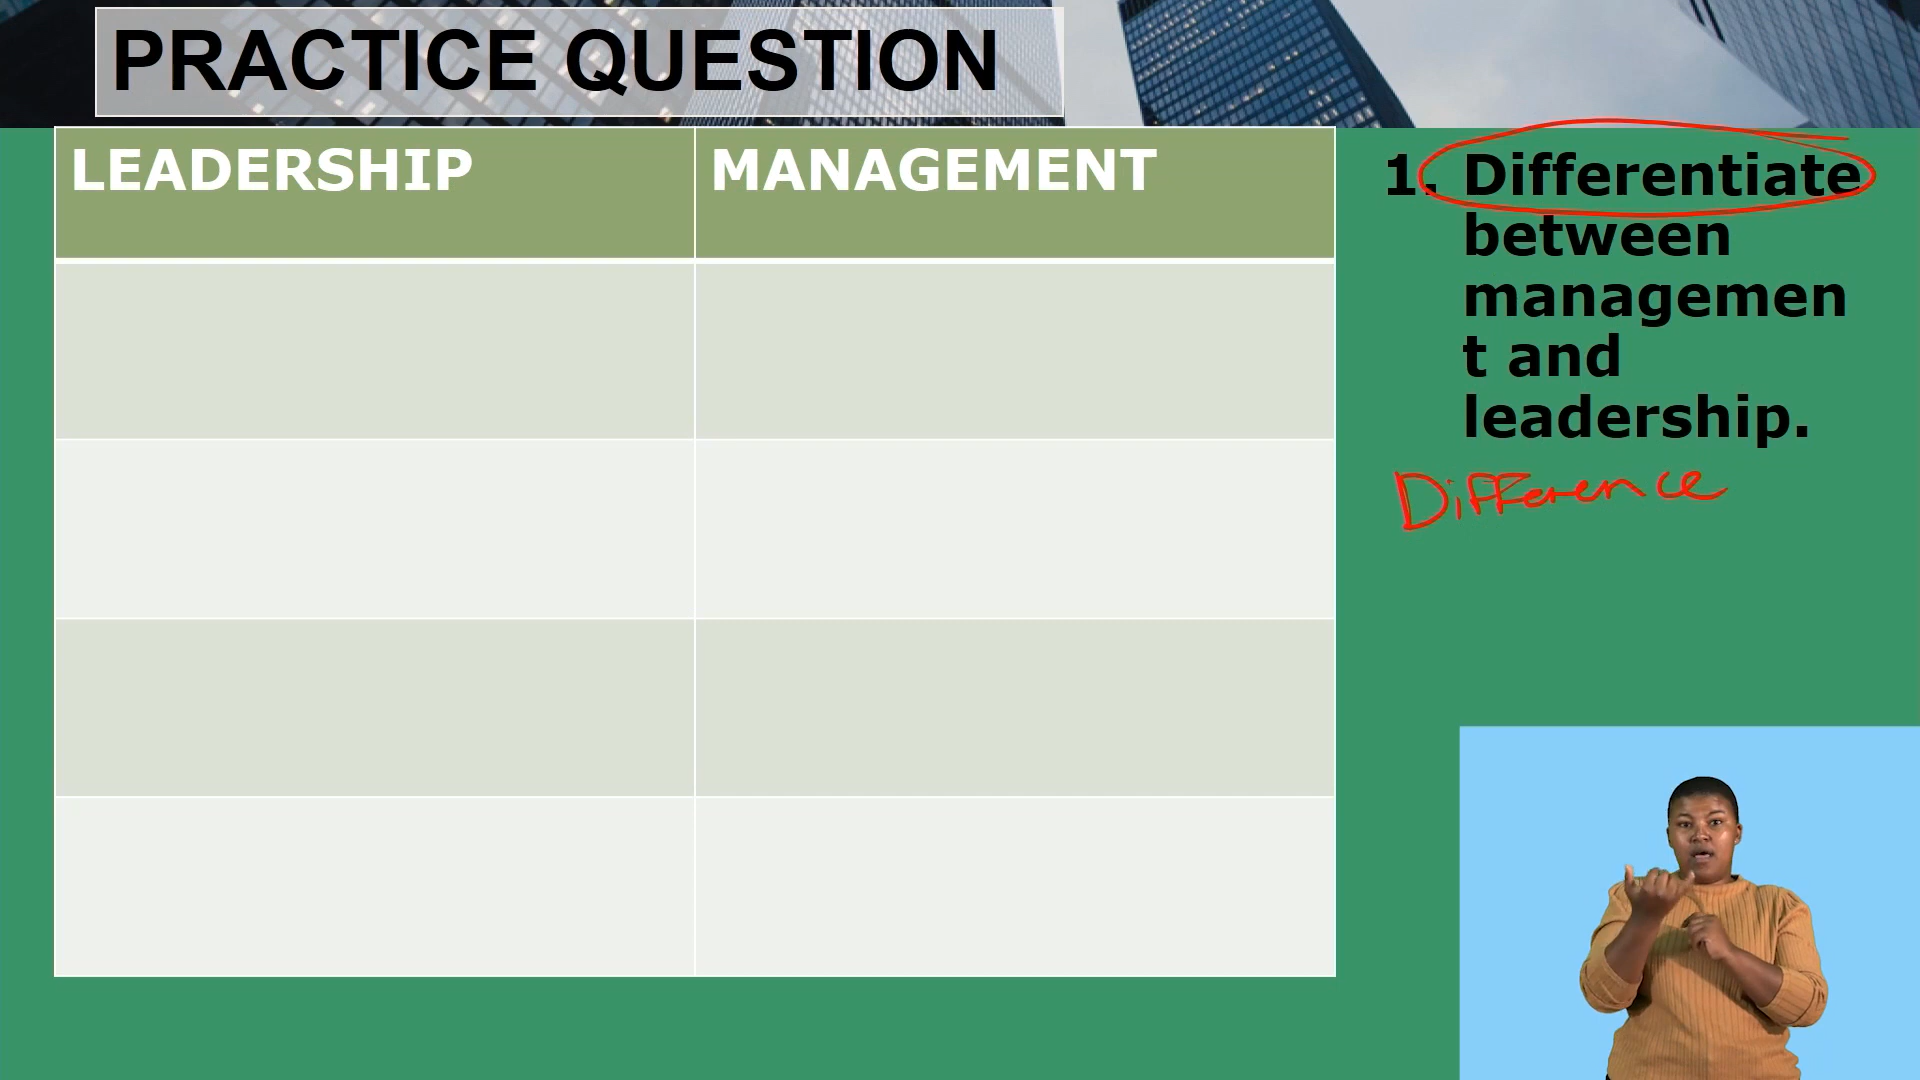 PRACTICE QUESTION
LEADERSHIP
MANAGEMENT
1. Differentiate
between
managemen
t and
leadership.
Difference